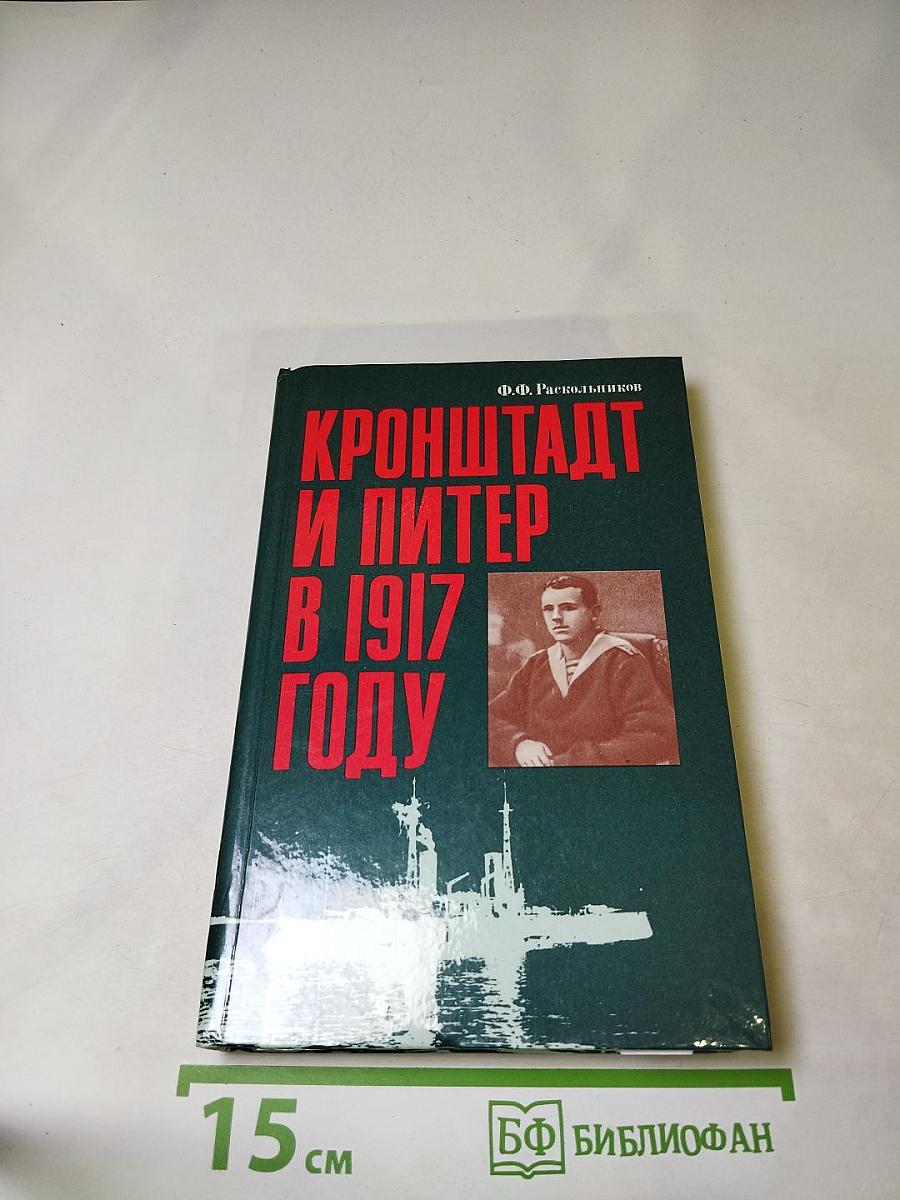 Ф.Ф. Раскольников
КРОНШТАДТ
И ПИТЕР
В 1917
ГОДУ
15 см
БФ БИБЛИОФАН